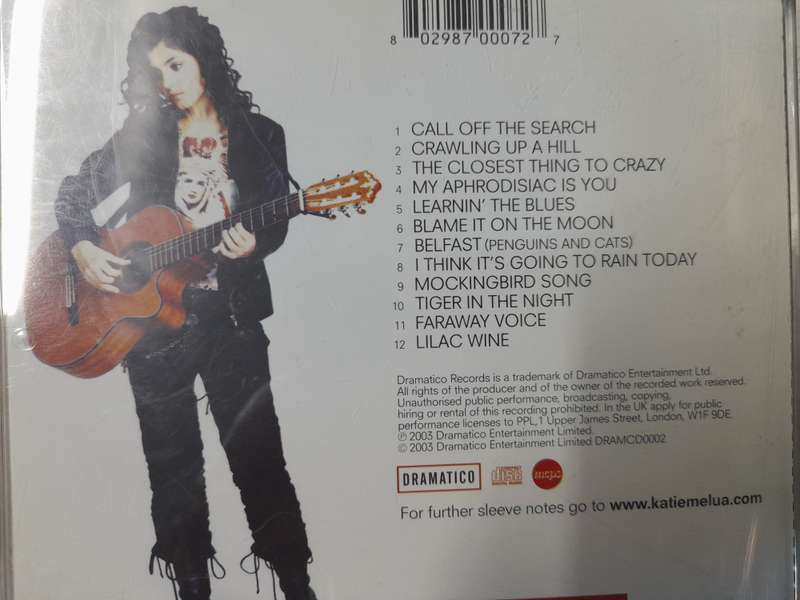 8 02987 00072 7
1 CALL OFF THE SEARCH
2 CRAWLING UP A HILL
3 THE CLOSEST THING TO CRAZY
4 MY APHRODISIAC IS YOU
5 LEARNIN' THE BLUES
6 BLAME IT ON THE MOON
7 BELFAST (PENGUINS AND CATS)
8 I THINK IT'S GOING TO RAIN TODAY
9 MOCKINGBIRD SONG
10 TIGER IN THE NIGHT
11 FARAWAY VOICE
12 LILAC WINE
Dramatico Records is a trademark of Dramatico Entertainment Ltd.
All rights of the producer and of the owner of the recorded work reserved.
Unauthorised public performance, broadcasting, copying,
hiring or rental of this recording prohibited. In the UK apply for public
performance licenses to PPL,1 Upper James Street, London, W1F 9DE.
℗ 2003 Dramatico Entertainment Limited.
© 2003 Dramatico Entertainment Limited DRAMCD0002
DRAMATICO disc mcps
For further sleeve notes go to www.katiemelua.com